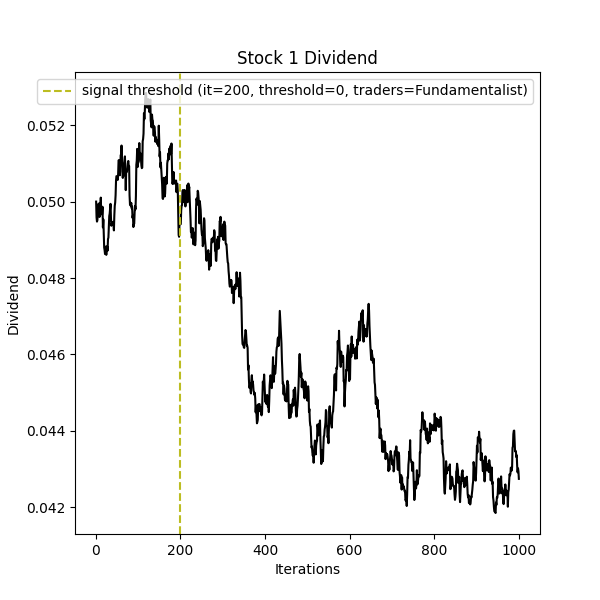 Stock 1 Dividend
signal threshold (it=200, threshold=0, traders=Fundamentalist)
0.052
0.050
0.048
0.046
0.044
0.042
Dividend
0 200 400 600 800 1000
Iterations